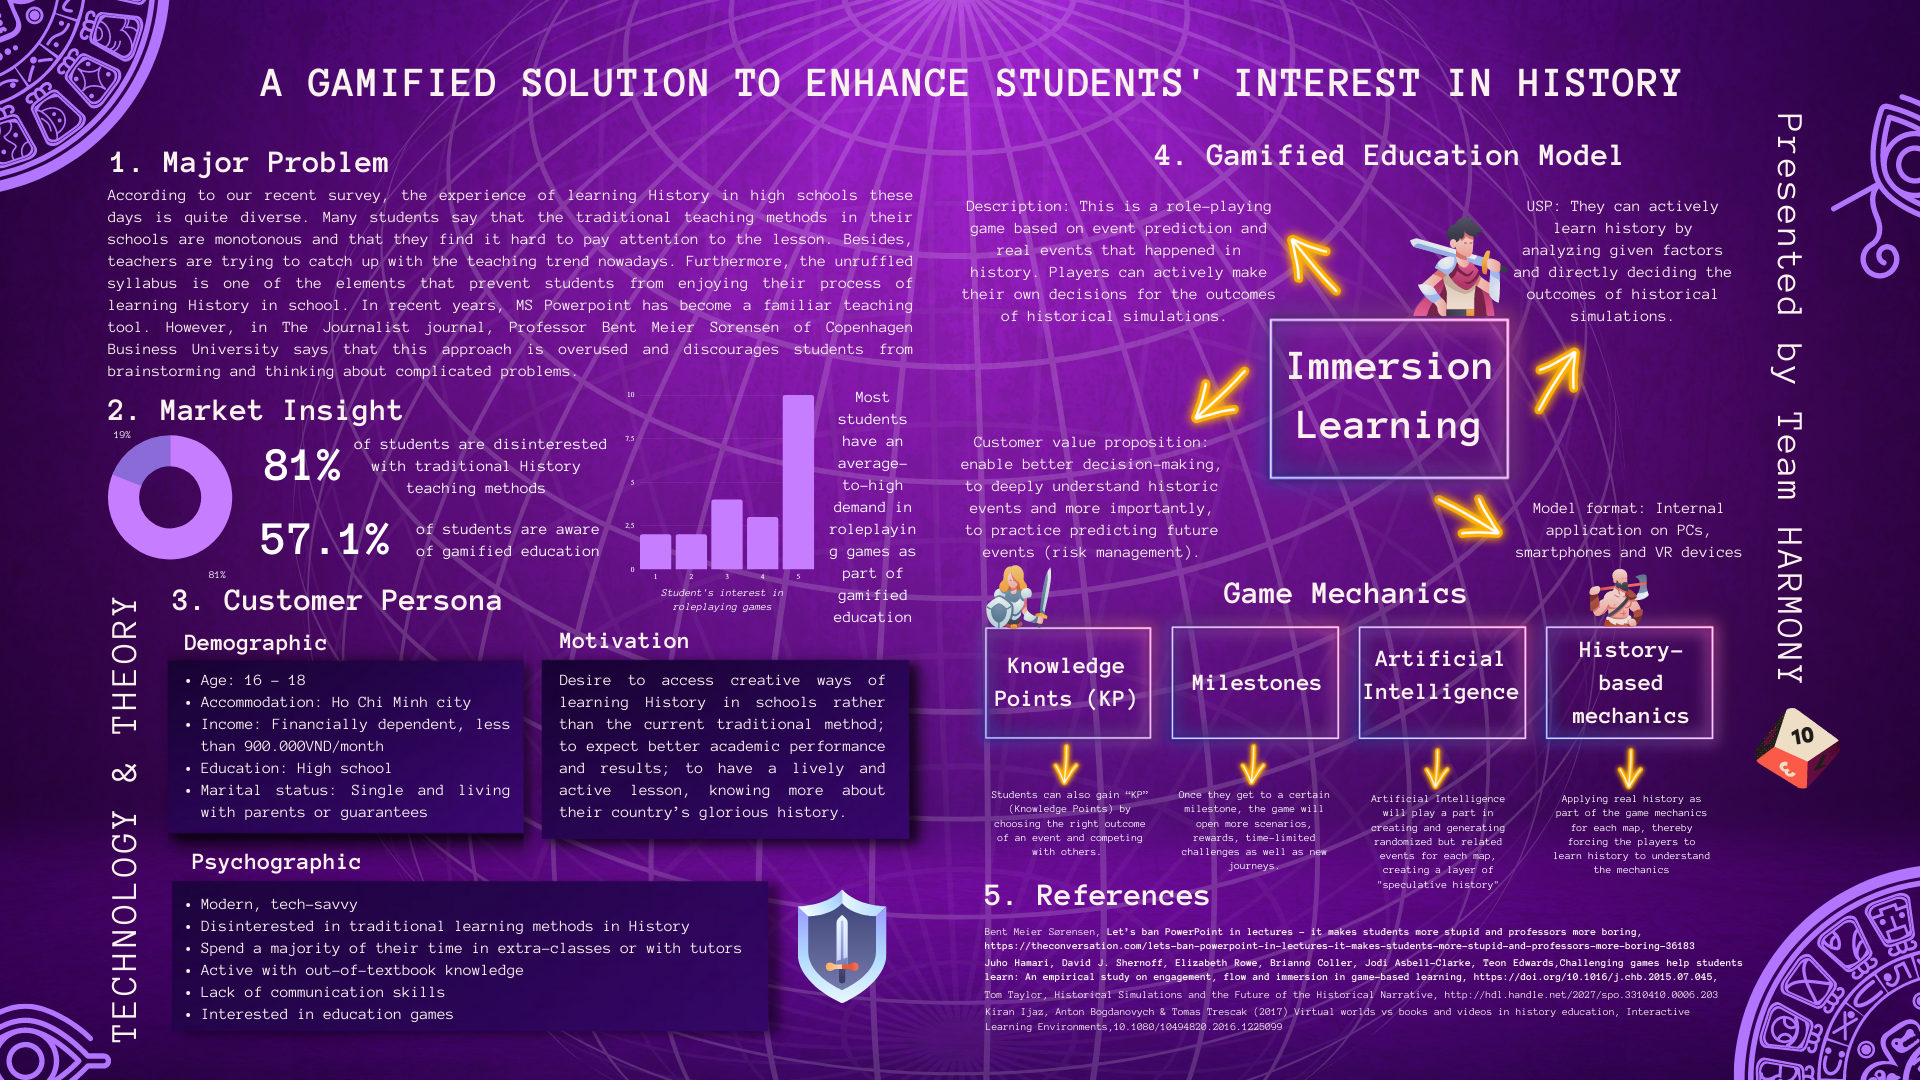 A GAMIFIED SOLUTION TO ENHANCE STUDENTS' INTEREST IN HISTORY
Presented by Team HARMONY
TECHNOLOGY & THEORY
1. Major Problem
According to our recent survey, the experience of learning History in high schools these
days is quite diverse. Many students say that the traditional teaching methods in their
schools are monotonous and that they find it hard to pay attention to the lesson. Besides,
teachers are trying to catch up with the teaching trend nowadays. Furthermore, the unruffled
syllabus is one of the elements that prevent students from enjoying their process of
learning History in school. In recent years, MS Powerpoint has become a familiar teaching
tool. However, in The Journalist journal, Professor Bent Meier Sorensen of Copenhagen
Business University says that this approach is overused and discourages students from
brainstorming and thinking about complicated problems.
2. Market Insight
19%
81%
81%
of students are disinterested
with traditional History
teaching methods
57.1%
of students are aware
of gamified education
10
7.5
5
2.5
0
1 2 3 4 5
Student's interest in
roleplaying games
Most
students
have an
average-
to-high
demand in
roleplayin
g games as
part of
gamified
education
3. Customer Persona
Demographic
• Age: 16 - 18
• Accommodation: Ho Chi Minh city
• Income: Financially dependent, less
than 900.000VND/month
• Education: High school
• Marital status: Single and living
with parents or guarantees
Motivation
Desire to access creative ways of
learning History in schools rather
than the current traditional method;
to expect better academic performance
and results; to have a lively and
active lesson, knowing more about
their country’s glorious history.
Psychographic
• Modern, tech-savvy
• Disinterested in traditional learning methods in History
• Spend a majority of their time in extra-classes or with tutors
• Active with out-of-textbook knowledge
• Lack of communication skills
• Interested in education games
4. Gamified Education Model
Description: This is a role-playing
game based on event prediction and
real events that happened in
history. Players can actively make
their own decisions for the outcomes
of historical simulations.
USP: They can actively
learn history by
analyzing given factors
and directly deciding the
outcomes of historical
simulations.
Immersion
Learning
Customer value proposition:
enable better decision-making,
to deeply understand historic
events and more importantly,
to practice predicting future
events (risk management).
Model format: Internal
application on PCs,
smartphones and VR devices
Game Mechanics
Knowledge
Points (KP)
Milestones
Artificial
Intelligence
History-
based
mechanics
10
Students can also gain “KP”
(Knowledge Points) by
choosing the right outcome
of an event and competing
with others.
Once they get to a certain
milestone, the game will
open more scenarios,
rewards, time-limited
challenges as well as new
journeys.
Artificial Intelligence
will play a part in
creating and generating
randomized but related
events for each map,
creating a layer of
"speculative history"
Applying real history as
part of the game mechanics
for each map, thereby
forcing the players to
learn history to understand
the mechanics
5. References
Bent Meier Sørensen, Let’s ban PowerPoint in lectures – it makes students more stupid and professors more boring,
https://theconversation.com/lets-ban-powerpoint-in-lectures-it-makes-students-more-stupid-and-professors-more-boring-36183
Juho Hamari, David J. Shernoff, Elizabeth Rowe, Brianno Coller, Jodi Asbell-Clarke, Teon Edwards,Challenging games help students
learn: An empirical study on engagement, flow and immersion in game-based learning, https://doi.org/10.1016/j.chb.2015.07.045,
Tom Taylor, Historical Simulations and the Future of the Historical Narrative, http://hdl.handle.net/2027/spo.3310410.0006.203
Kiran Ijaz, Anton Bogdanovych & Tomas Trescak (2017) Virtual worlds vs books and videos in history education, Interactive
Learning Environments,10.1080/10494820.2016.1225099